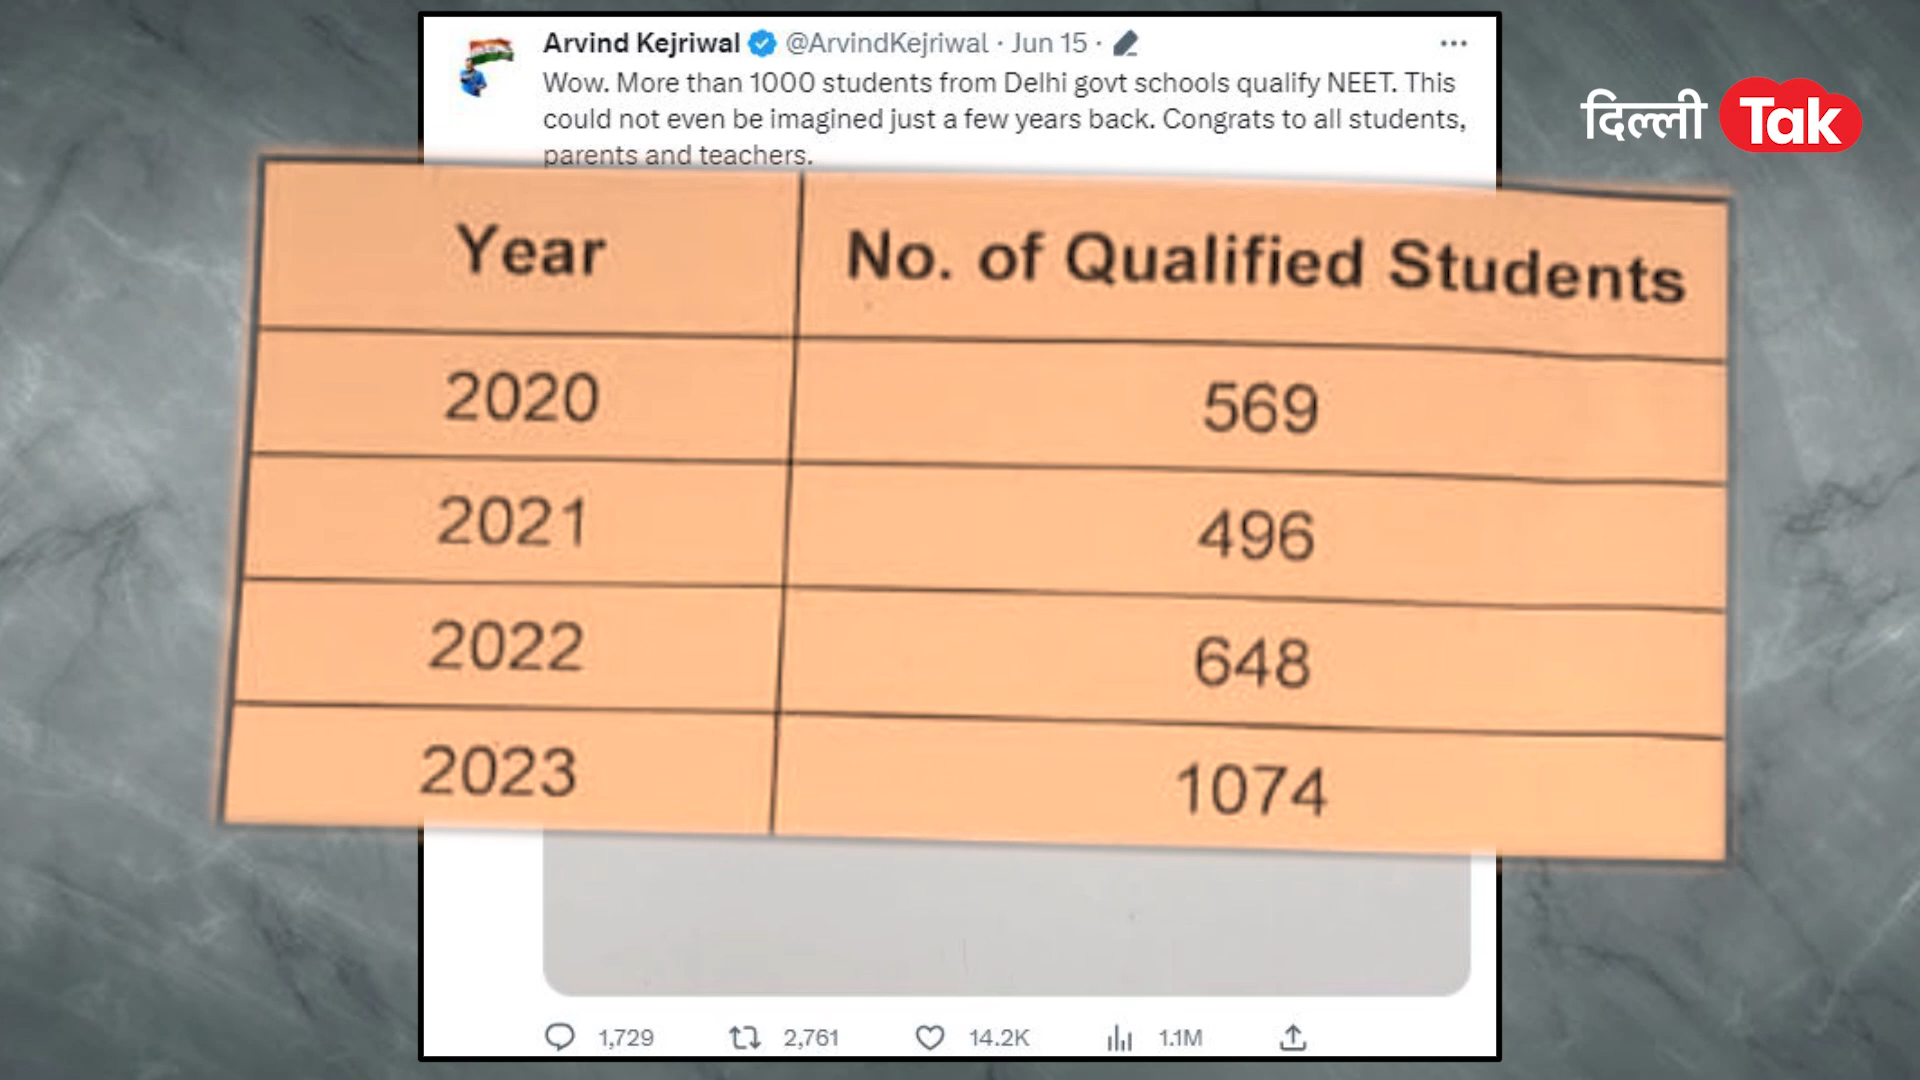 Arvind Kejriwal @ArvindKejriwal · Jun 15 ·
Wow. More than 1000 students from Delhi govt schools qualify NEET. This
could not even be imagined just a few years back. Congrats to all students,
parents and teachers.
दिल्ली Tak
Year No. of Qualified Students
2020 569
2021 496
2022 648
2023 1074
1,729 2,761 14.2K 1.1M